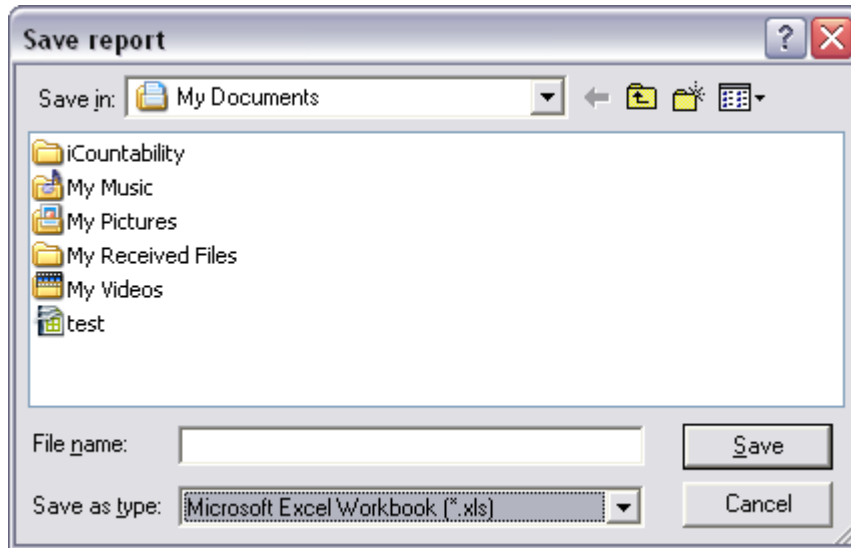 Save report
Save in: My Documents
iCountability
My Music
My Pictures
My Received Files
My Videos
test
File name: Save
Save as type: Microsoft Excel Workbook (*.xls) Cancel